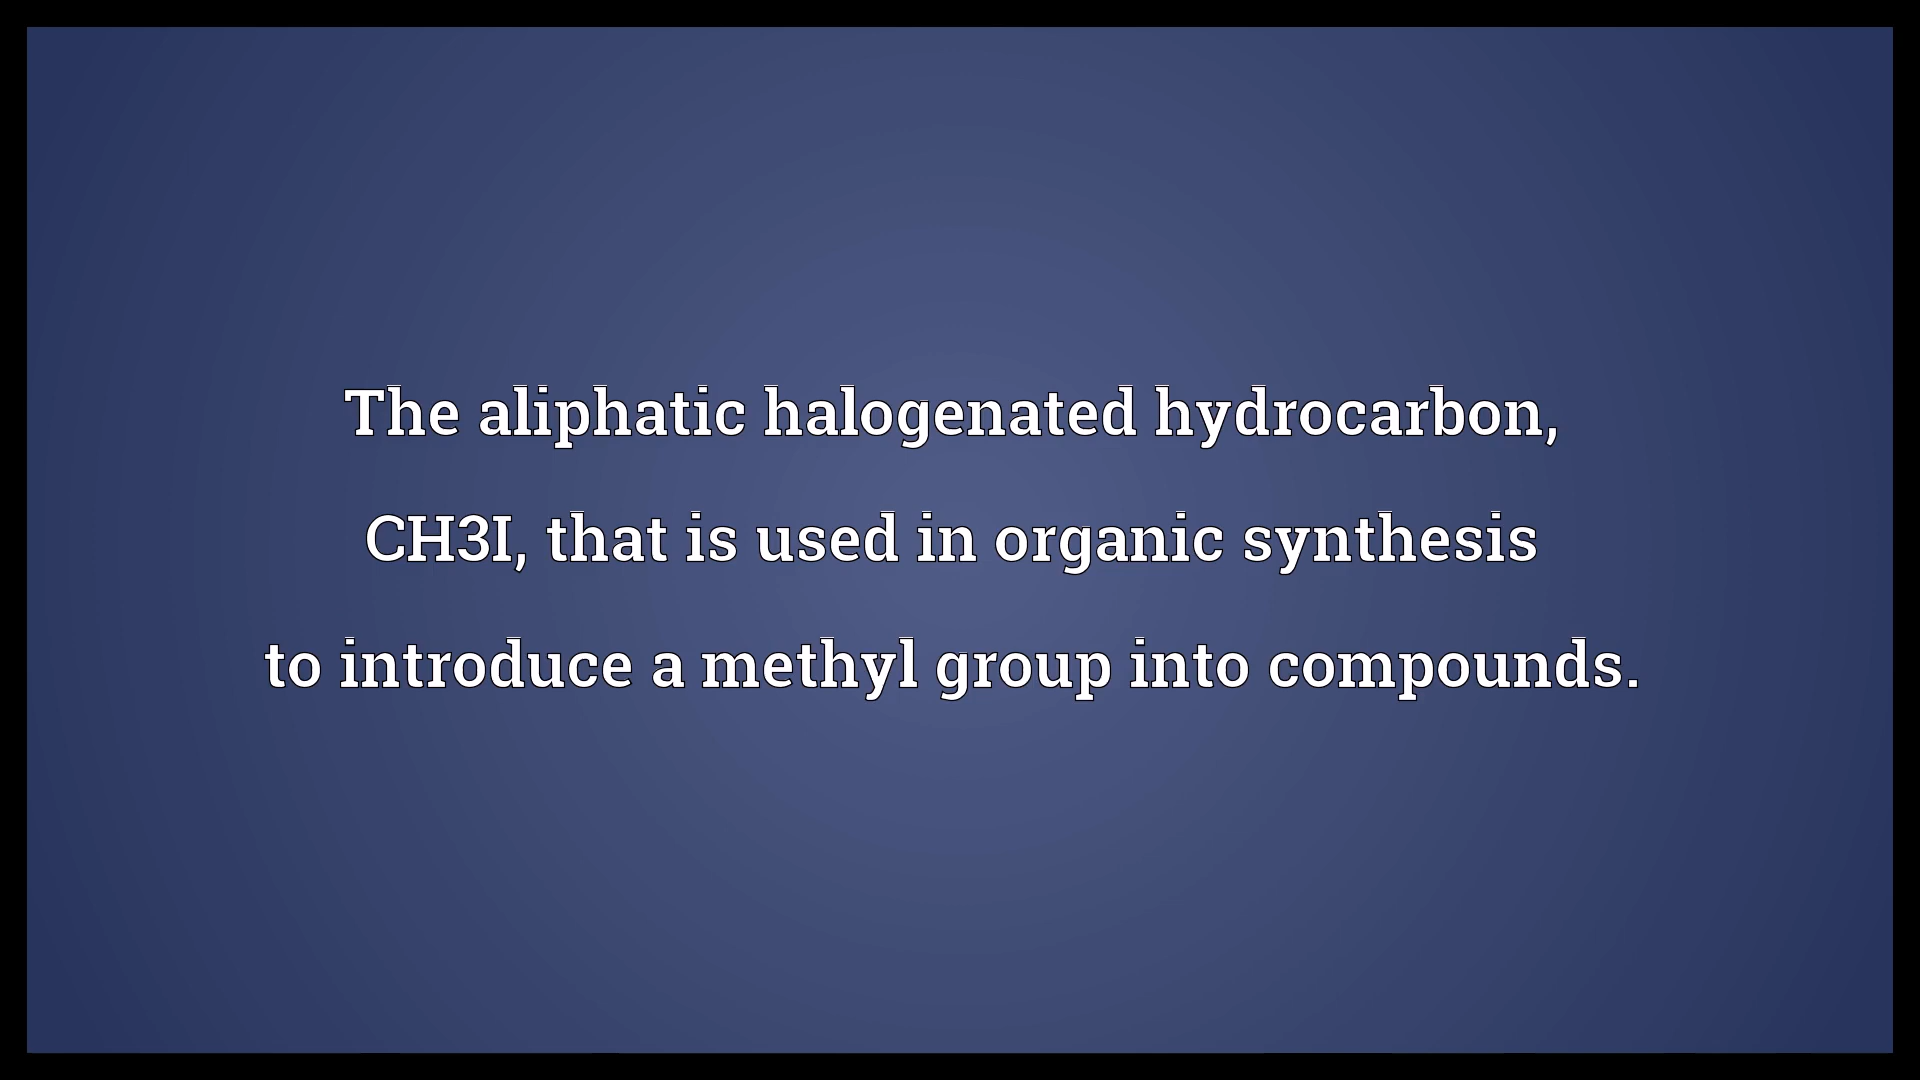 The aliphatic halogenated hydrocarbon,
CH3I, that is used in organic synthesis
to introduce a methyl group into compounds.